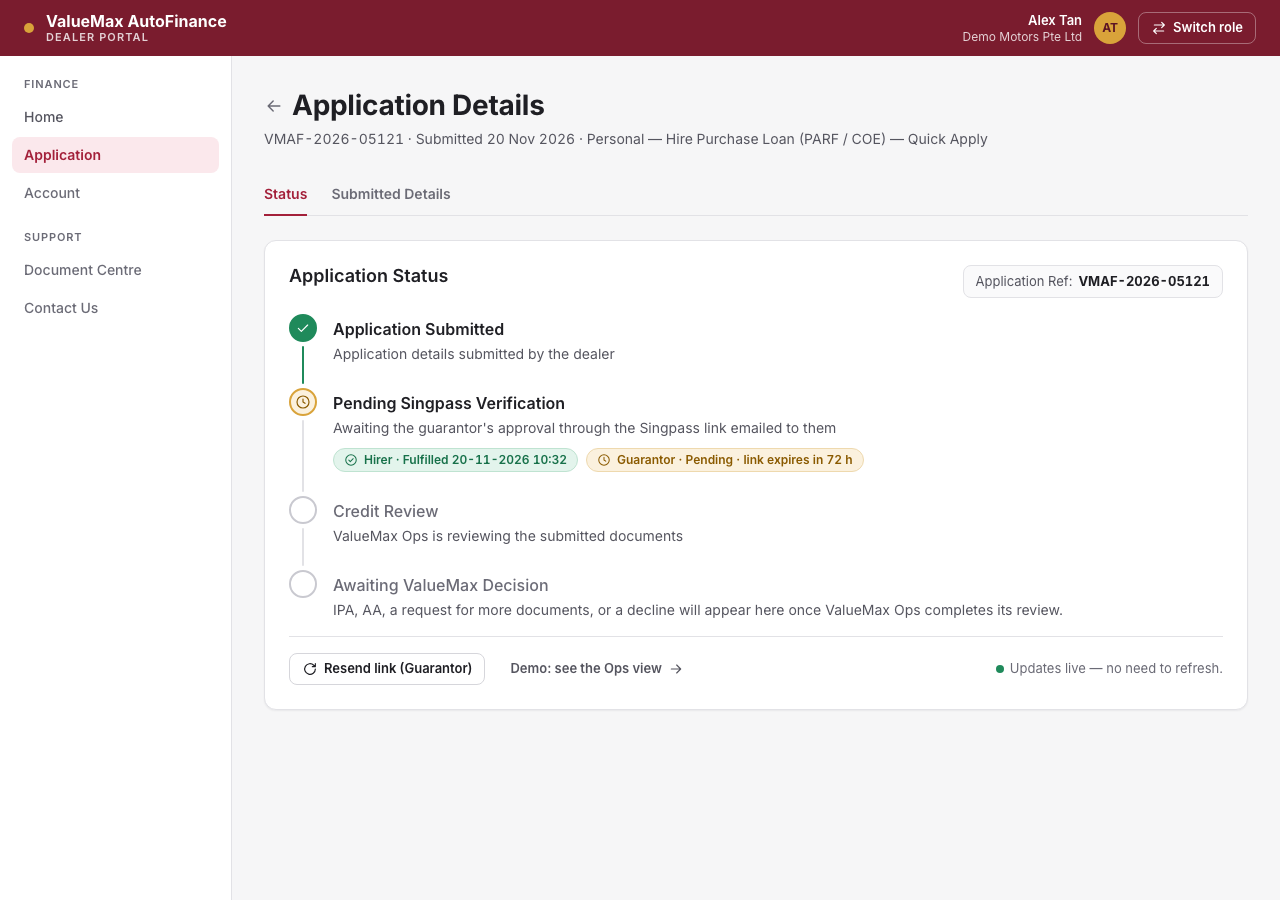 ValueMax AutoFinance
DEALER PORTAL
Alex Tan
Demo Motors Pte Ltd
AT
Switch role
FINANCE
Home
Application
Account
SUPPORT
Document Centre
Contact Us
Application Details
VMAF-2026-05121 · Submitted 20 Nov 2026 · Personal — Hire Purchase Loan (PARF / COE) — Quick Apply
Status
Submitted Details
Application Status
Application Ref: VMAF-2026-05121
Application Submitted
Application details submitted by the dealer
Pending Singpass Verification
Awaiting the guarantor's approval through the Singpass link emailed to them
Hirer · Fulfilled 20-11-2026 10:32
Guarantor · Pending · link expires in 72 h
Credit Review
ValueMax Ops is reviewing the submitted documents
Awaiting ValueMax Decision
IPA, AA, a request for more documents, or a decline will appear here once ValueMax Ops completes its review.
Resend link (Guarantor)
Demo: see the Ops view →
Updates live — no need to refresh.